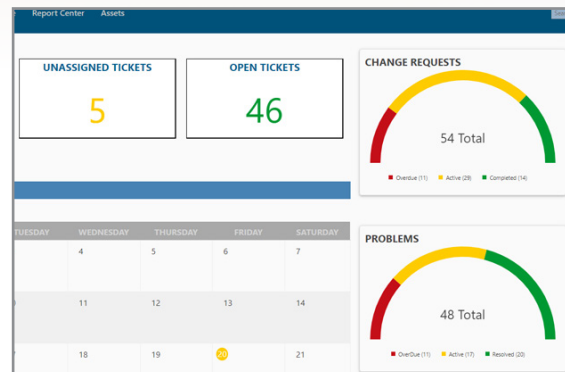 Report Center Assets
UNASSIGNED TICKETS
5
OPEN TICKETS
46
CHANGE REQUESTS
54 Total
Overdue (11) Active (29) Completed (14)
TUESDAY WEDNESDAY THURSDAY FRIDAY SATURDAY
4 5 6 7
11 12 13 14
18 19 20 21
PROBLEMS
48 Total
OverDue (11) Active (17) Resolved (20)